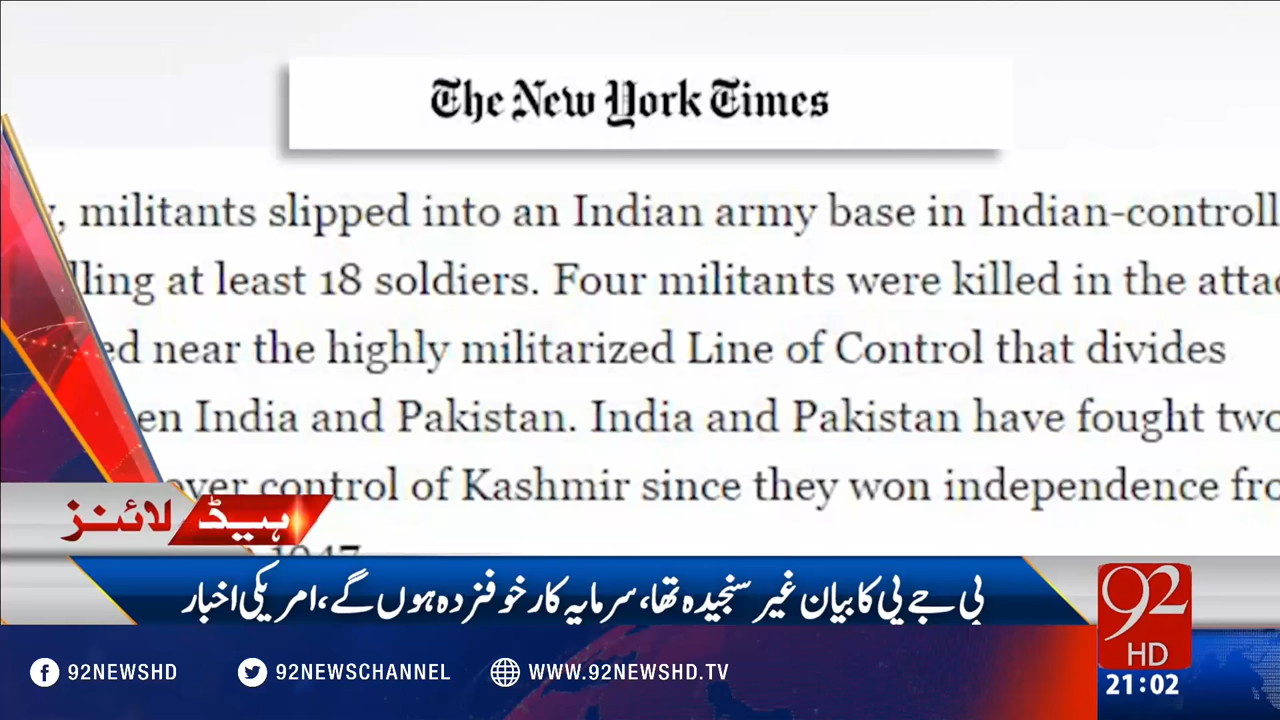 The New York Times
, militants slipped into an Indian army base in Indian-controll
lling at least 18 soldiers. Four militants were killed in the attac
ed near the highly militarized Line of Control that divides
en India and Pakistan. India and Pakistan have fought two
over control of Kashmir since they won independence fro
1947
ہیڈ لائنز
بی جے پی کا بیان غیر سنجیدہ تھا، سرمایہ کار خوفزدہ ہوں گے، امریکی اخبار
92
HD
21:02
92NEWSHD
92NEWSCHANNEL
WWW.92NEWSHD.TV